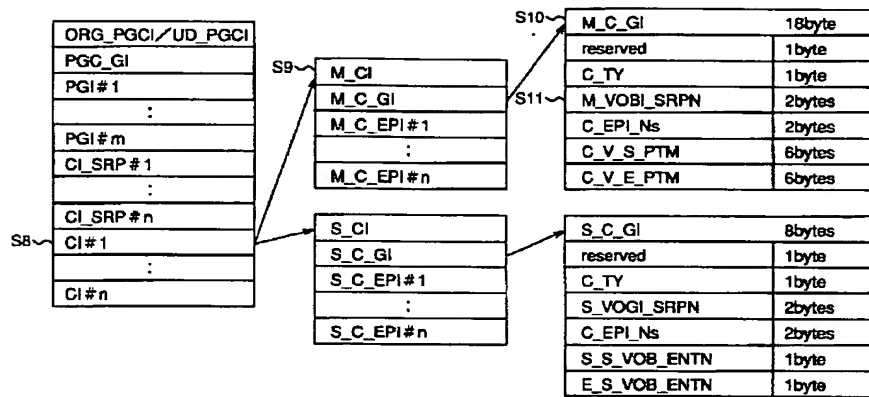 ORG_PGCI/UD_PGCI
PGC_GI
PGI#1
:
PGI#m
CI_SRP#1
:
CI_SRP#n
S8 CI#1
:
CI#n
S9 M_CI
M_C_GI
M_C_EPI#1
:
M_C_EPI#n
S_CI
S_C_GI
S_C_EPI#1
:
S_C_EPI#n
S10 M_C_GI 18byte
reserved 1byte
C_TY 1byte
S11 M_VOBI_SRPN 2bytes
C_EPI_Ns 2bytes
C_V_S_PTM 6bytes
C_V_E_PTM 6bytes
S_C_GI 8bytes
reserved 1byte
C_TY 1byte
S_VOGI_SRPN 2bytes
C_EPI_Ns 2bytes
S_S_VOB_ENTN 1byte
E_S_VOB_ENTN 1byte